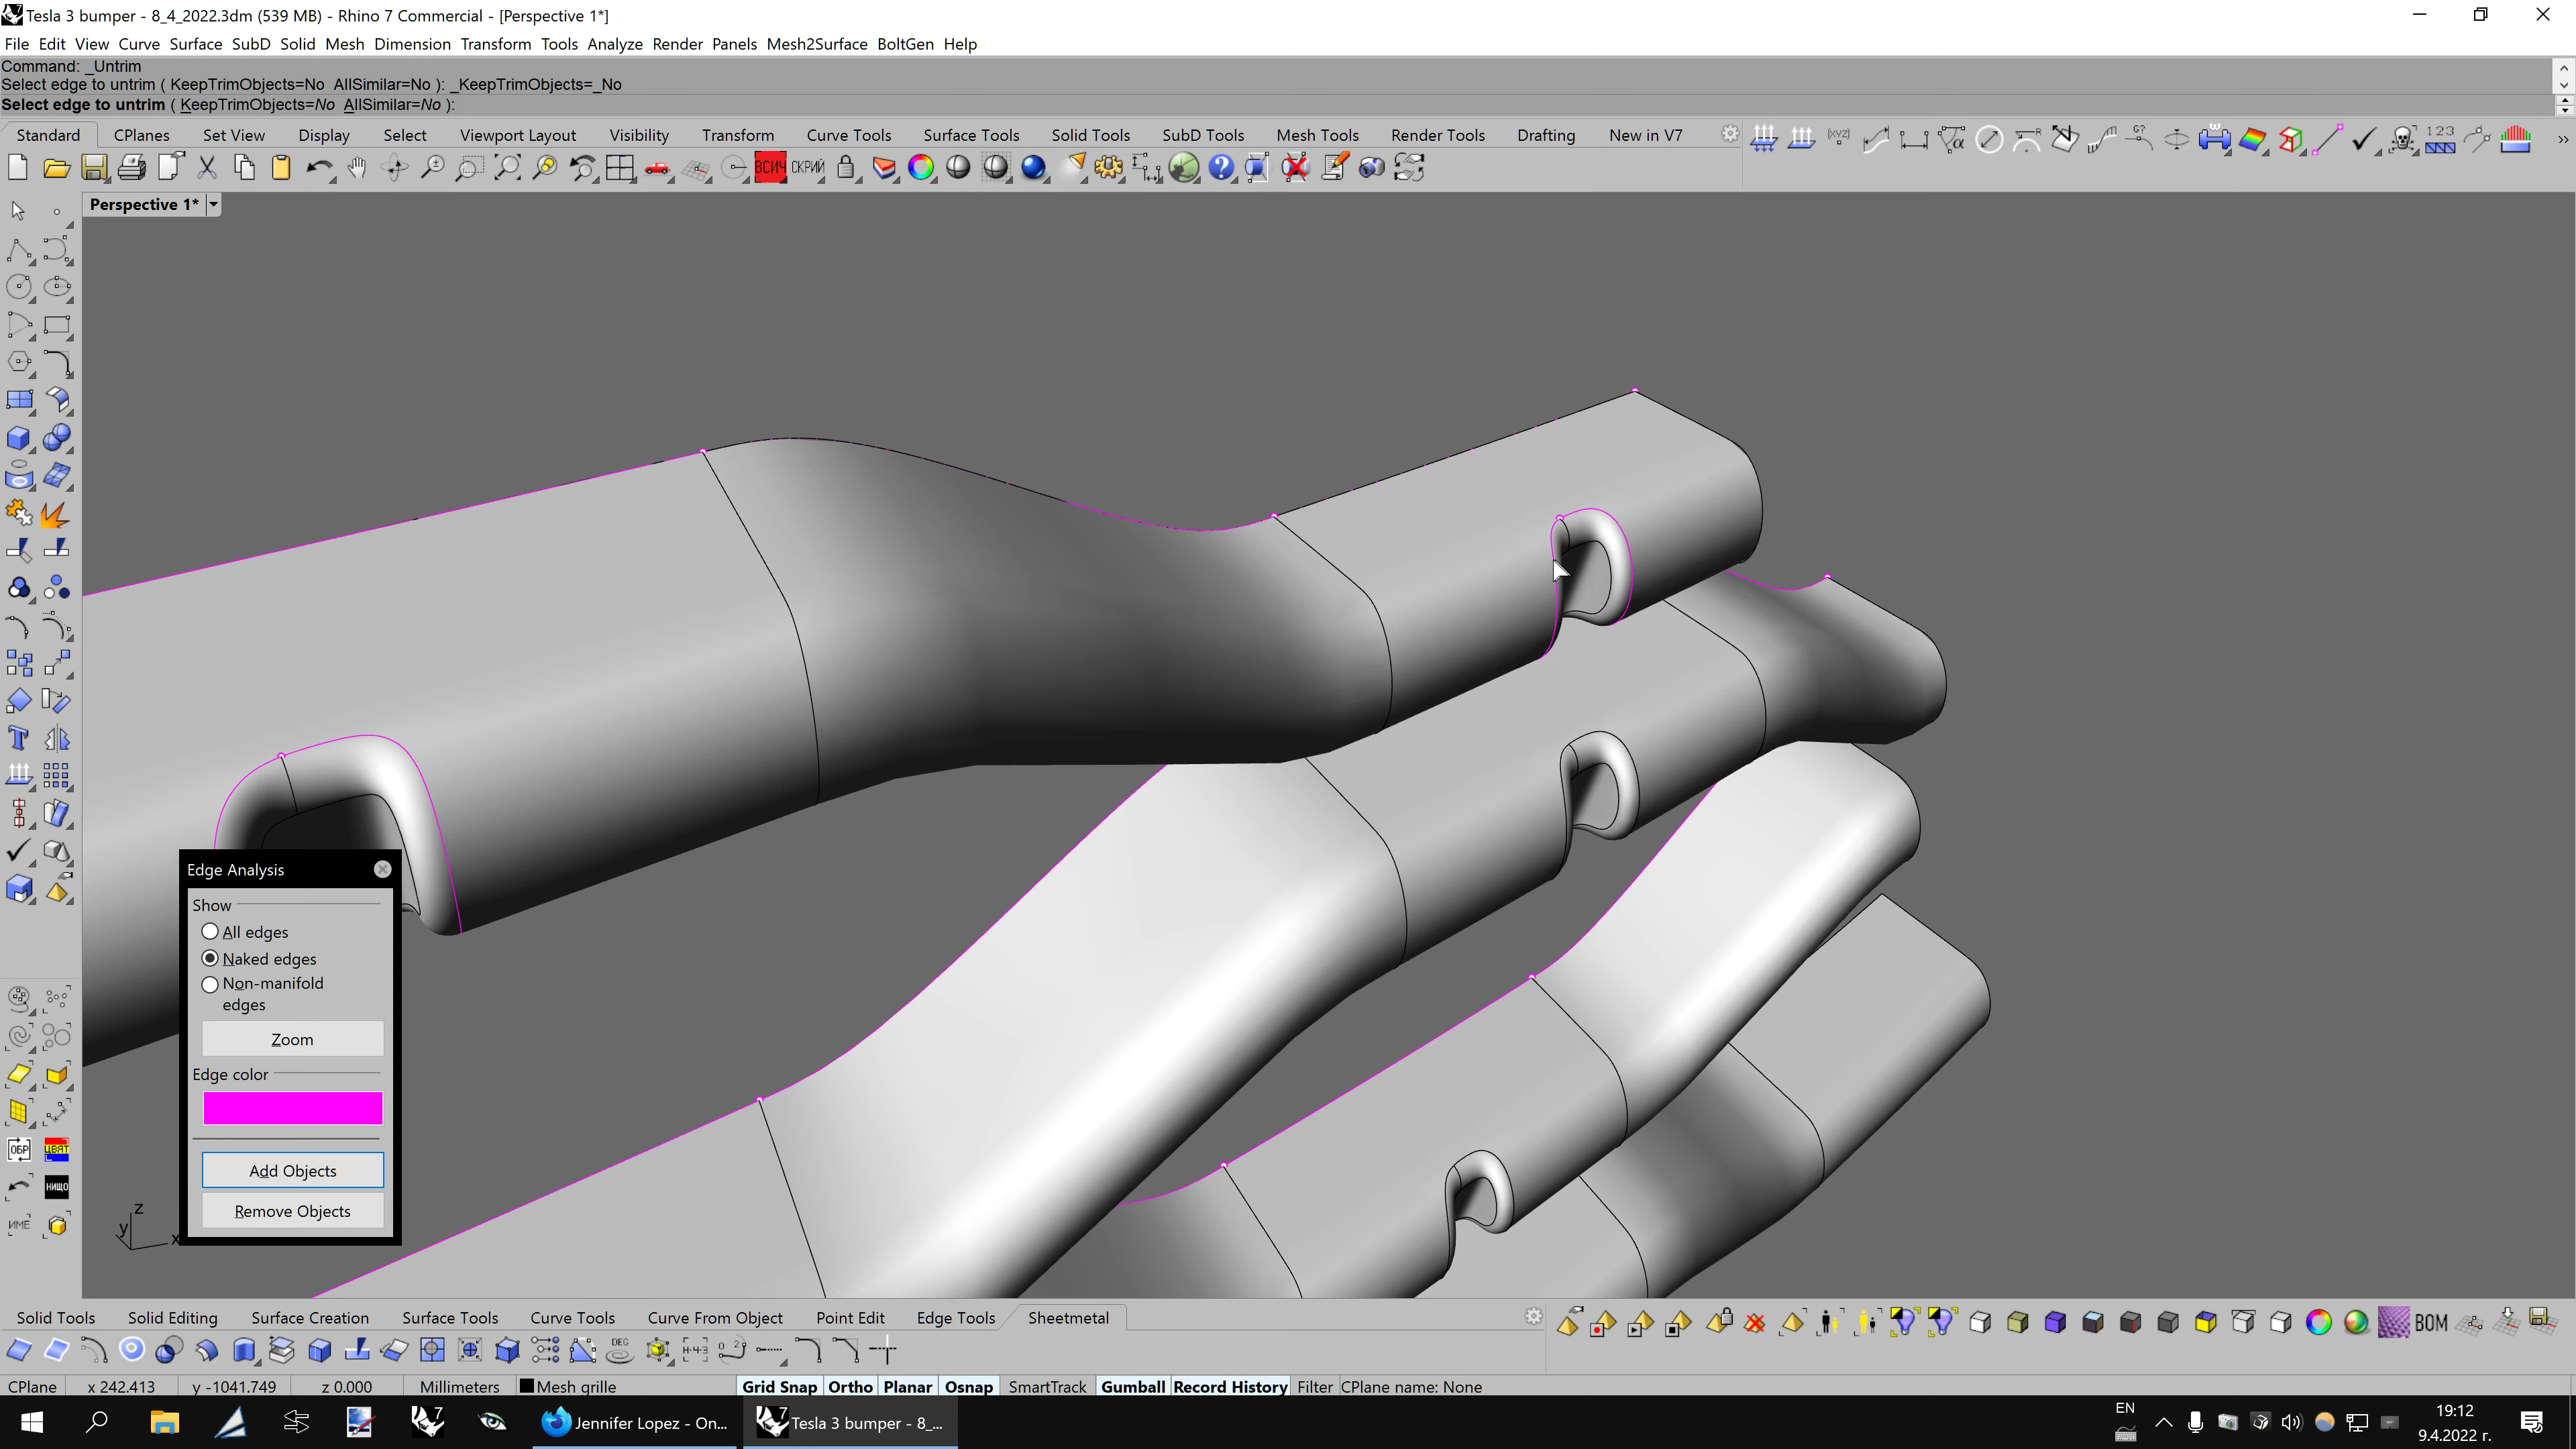 Tesla 3 bumper - 8_4_2022.3dm (539 MB) - Rhino 7 Commercial - [Perspective 1*]
File Edit View Curve Surface SubD Solid Mesh Dimension Transform Tools Analyze Render Panels Mesh2Surface BoltGen Help
Command: _Untrim
Select edge to untrim ( KeepTrimObjects=No AllSimilar=No ): _KeepTrimObjects=_No
Select edge to untrim ( KeepTrimObjects=No AllSimilar=No ):
Standard CPlanes Set View Display Select Viewport Layout Visibility Transform Curve Tools Surface Tools Solid Tools SubD Tools Mesh Tools Render Tools Drafting New in V7
ВСИЧ СКРИЙ
Perspective 1*
Edge Analysis
Show
All edges
Naked edges
Non-manifold
edges
Zoom
Edge color
Add Objects
Remove Objects
ОБР ЦВЯТ
НИЩО
ИМЕ
z
y
x
Solid Tools Solid Editing Surface Creation Surface Tools Curve Tools Curve From Object Point Edit Edge Tools Sheetmetal
BOM
DEG
CPlane x 242.413 y -1041.749 z 0.000 Millimeters Mesh grille Grid Snap Ortho Planar Osnap SmartTrack Gumball Record History Filter CPlane name: None
Jennifer Lopez - On...
Tesla 3 bumper - 8_...
EN
19:12
9.4.2022 г.